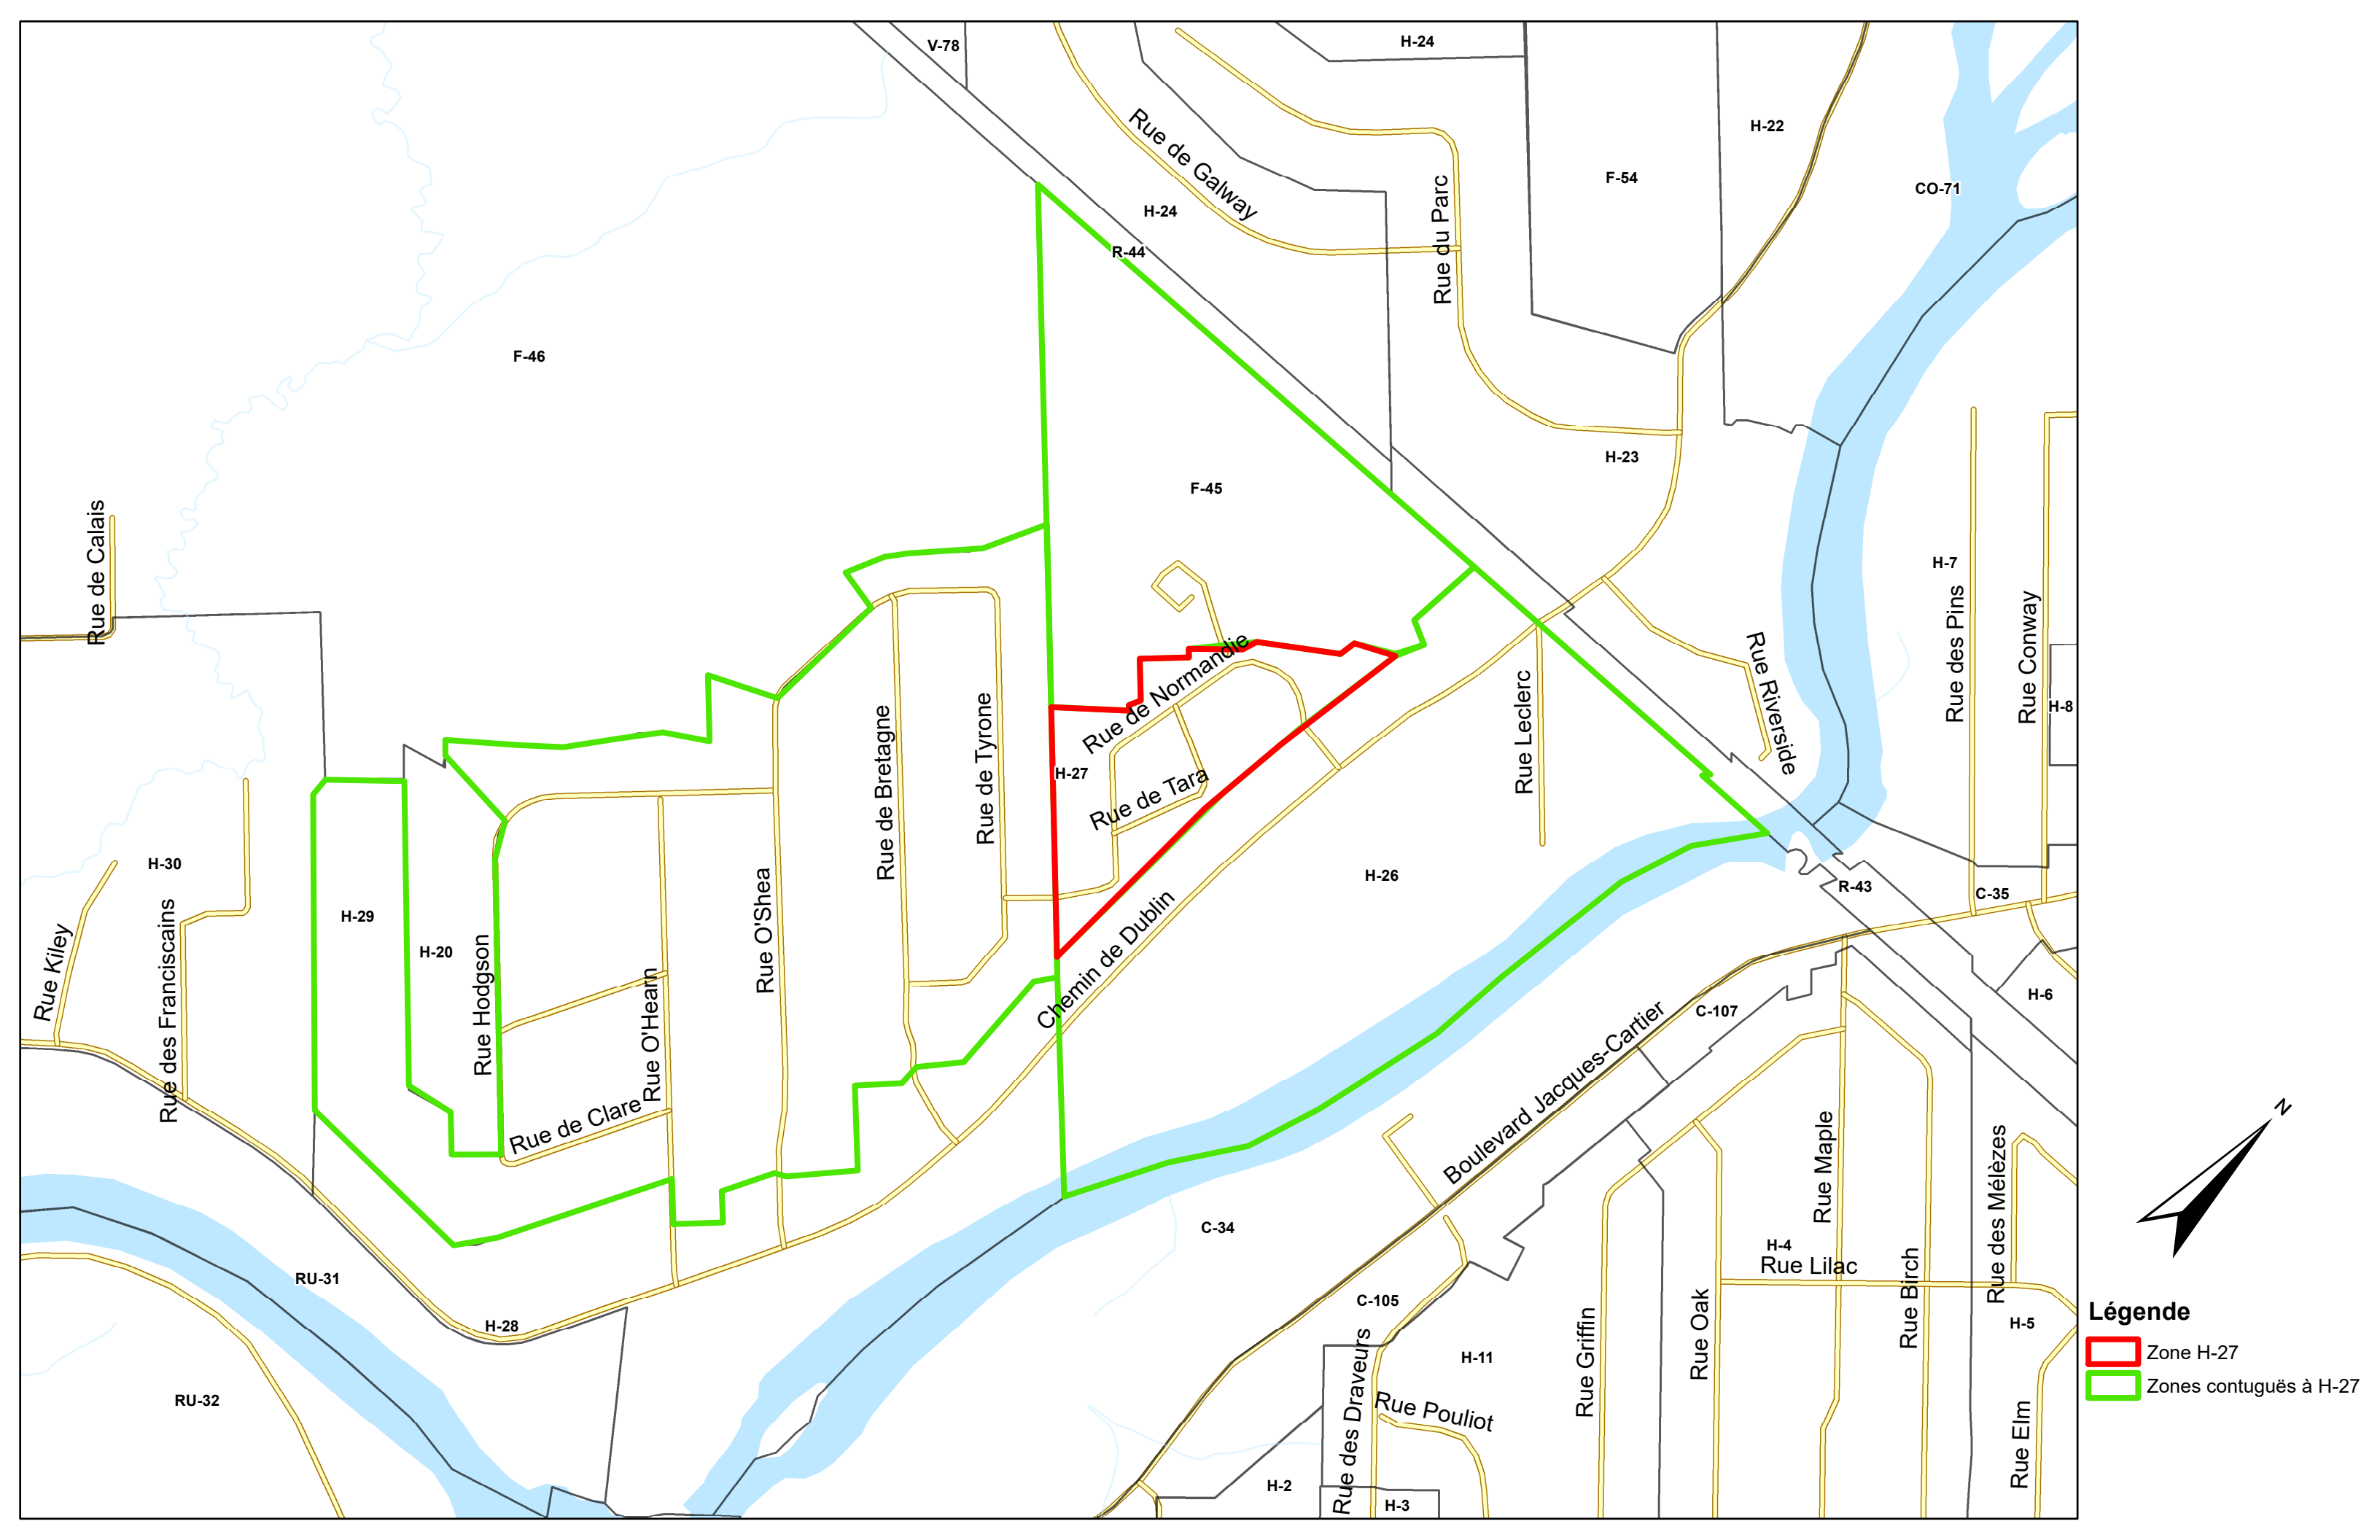 V-78
H-24
H-22
F-54
CO-71
Rue de Galway
H-24
Rue du Parc
R-44
F-46
H-23
F-45
Rue de Calais
H-7
Rue des Pins
Rue Conway
H-8
Rue Riverside
Rue de Normandie
Rue Leclerc
Rue de Bretagne
Rue de Tyrone
H-27
Rue de Tara
H-30
H-26
R-43
C-35
H-29
H-20
Rue Kiley
Rue des Franciscains
Rue Hodgson
Rue O'Hearn
Rue O'Shea
Chemin de Dublin
H-6
C-107
Boulevard Jacques-Cartier
Rue de Clare
Rue Maple
Rue des Mélèzes
C-34
H-4
Rue Lilac
RU-31
H-28
C-105
H-5
Rue Griffin
Rue Oak
Rue Birch
H-11
RU-32
Rue des Draveurs
Rue Pouliot
Rue Elm
H-2
H-3
N
Légende
Zone H-27
Zones contuguës à H-27